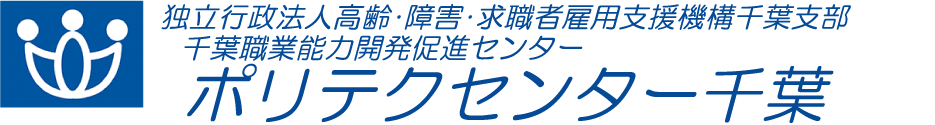 独立行政法人高齢・障害・求職者雇用支援機構千葉支部
千葉職業能力開発促進センター
ポリテクセンター千葉